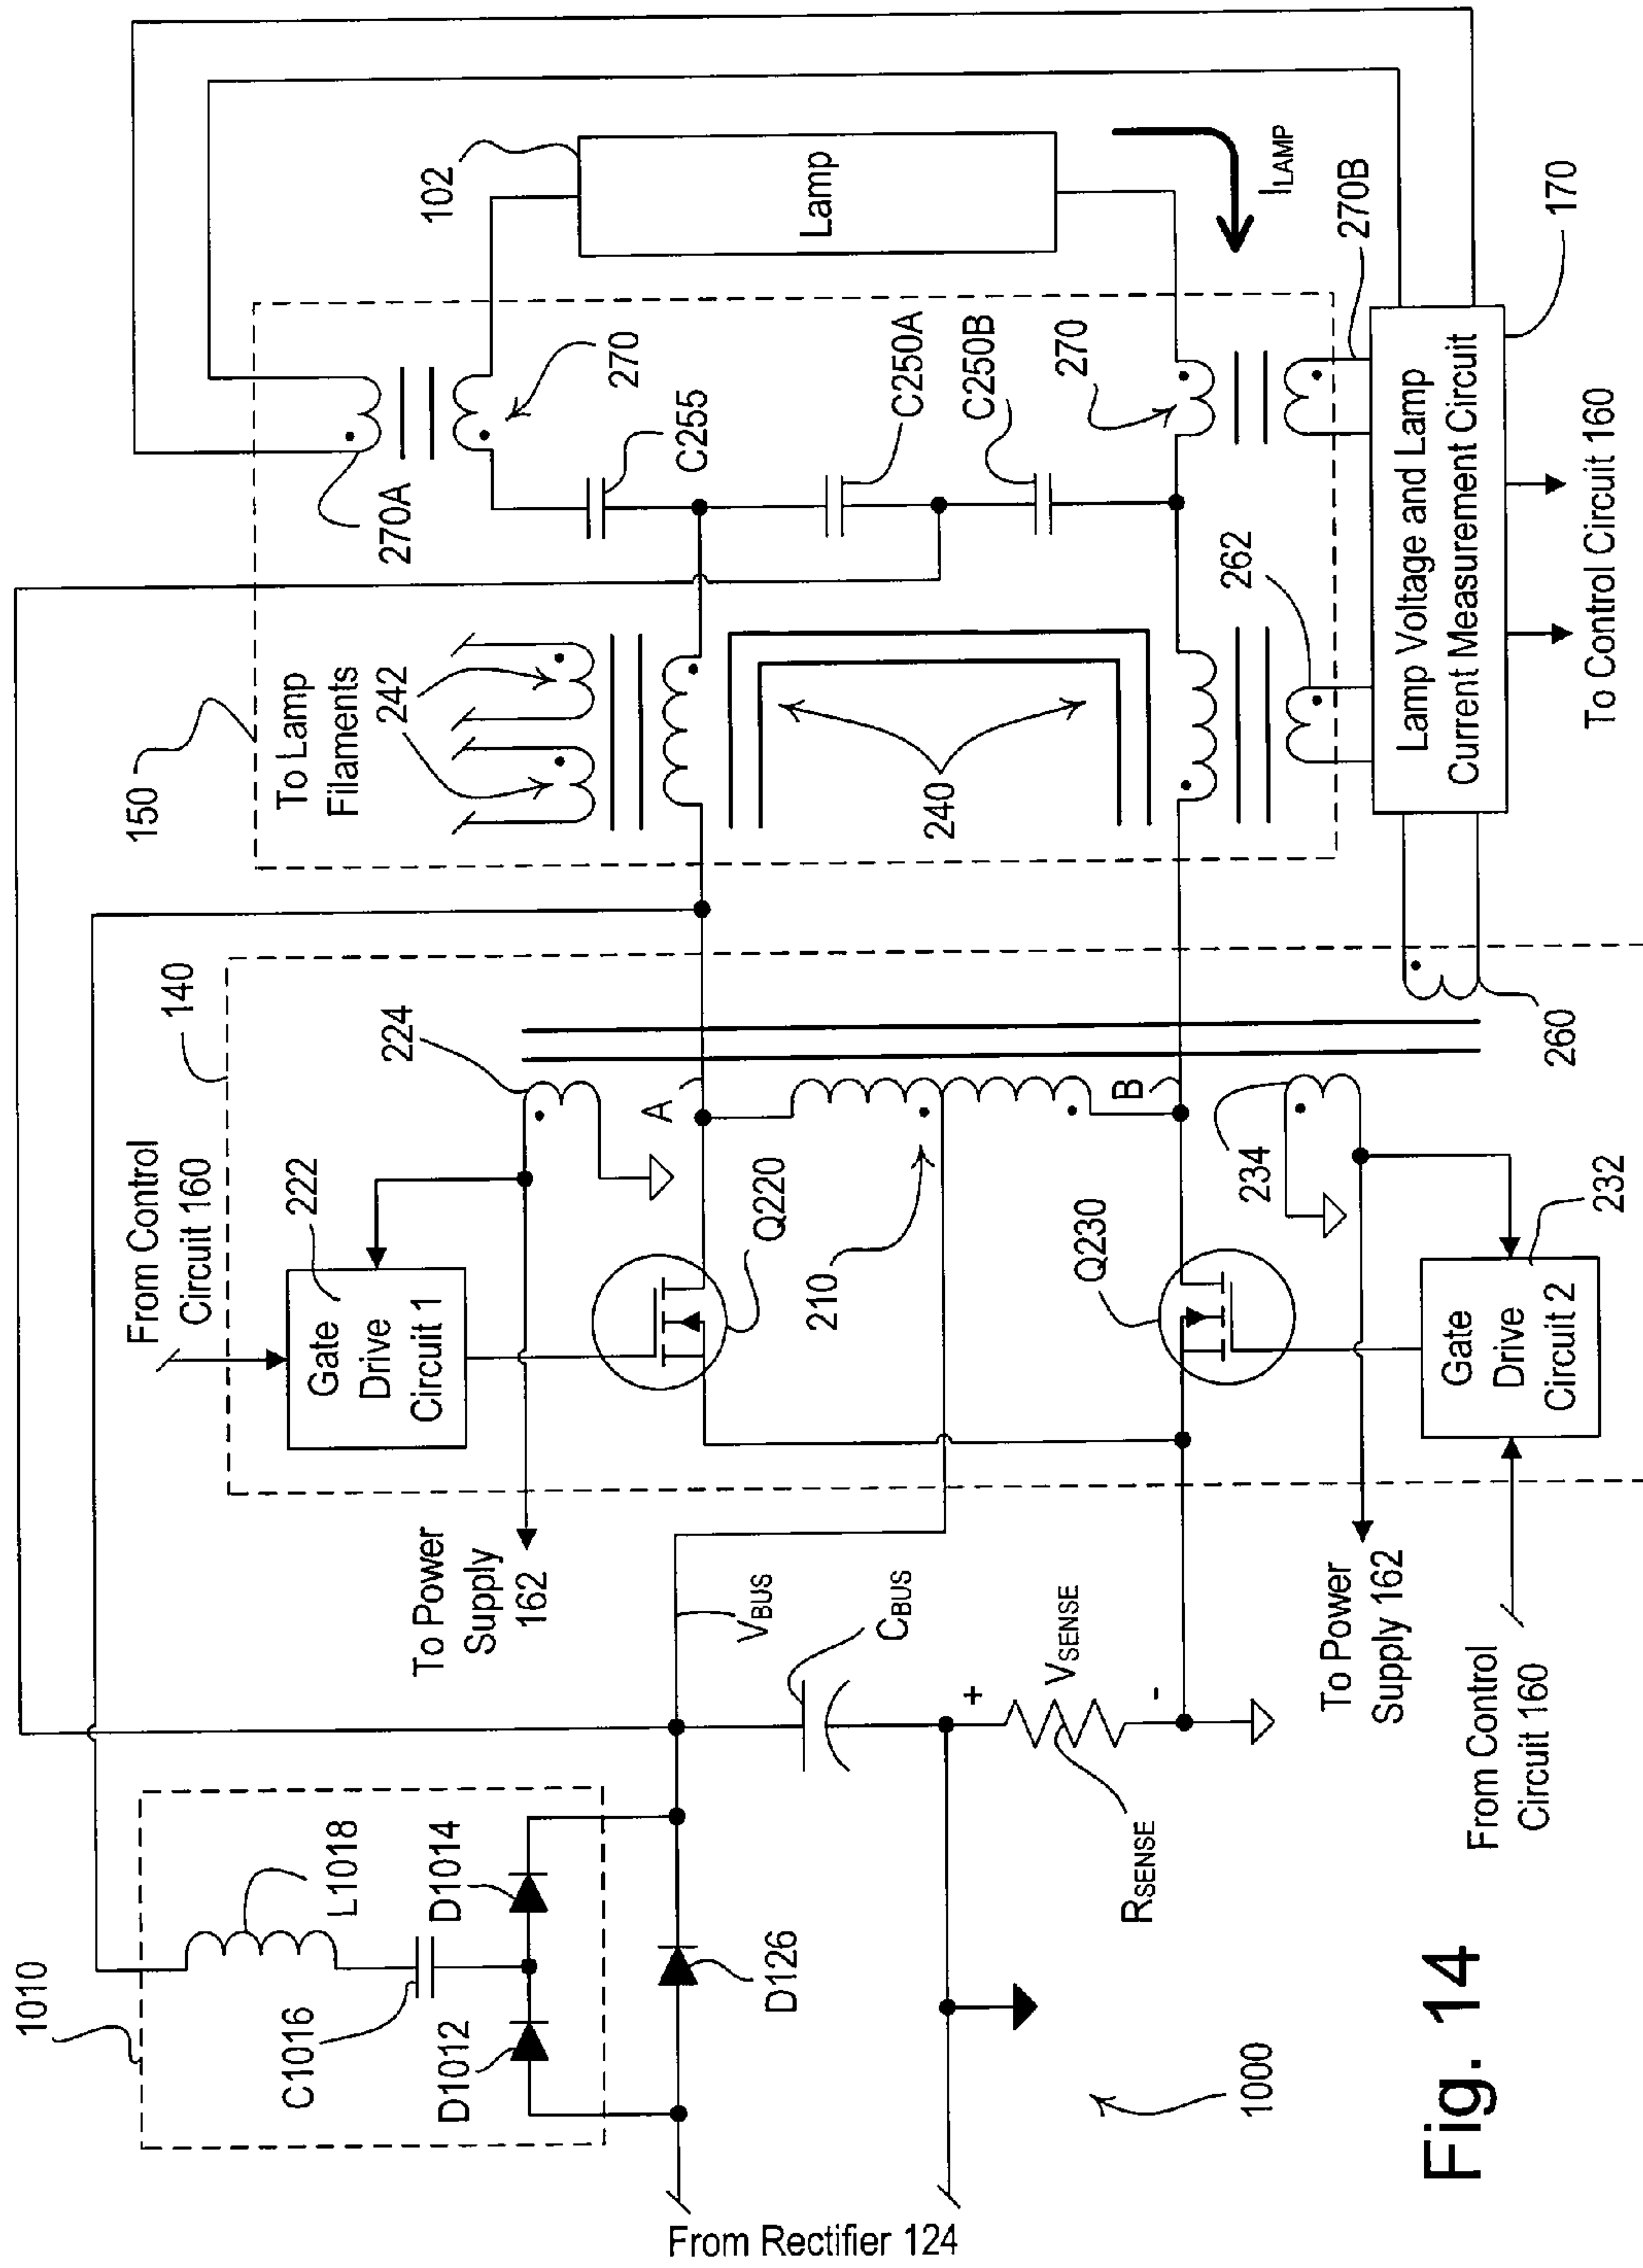 1010
L1018
C1016
D1014
D1012
D126
From Rectifier 124
1000
Fig. 14
To Power
Supply
162
VBUS
CBUS
+
VSENSE
-
RSENSE
To Power
Supply 162
From Control
Circuit 160
140
From Control
Circuit 160
222
Gate
Drive
Circuit 1
224
A
Q220
210
B
Q230
234
232
Gate
Drive
Circuit 2
260
150
To Lamp
Filaments
242
240
262
270A
270
C255
C250A
C250B
270
102
Lamp
ILAMP
270B
170
Lamp Voltage and Lamp
Current Measurement Circuit
To Control Circuit 160